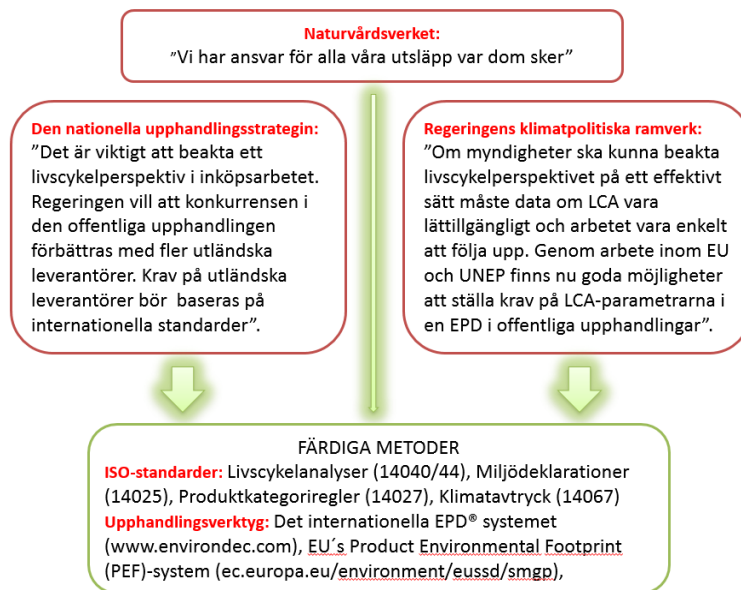 Naturvårdsverket:
”Vi har ansvar för alla våra utsläpp var dom sker”
Den nationella upphandlingsstrategin:
”Det är viktigt att beakta ett
livscykelperspektiv i inköpsarbetet.
Regeringen vill att konkurrensen i
den offentliga upphandlingen
förbättras med fler utländska
leverantörer. Krav på utländska
leverantörer bör baseras på
internationella standarder”.
Regeringens klimatpolitiska ramverk:
”Om myndigheter ska kunna beakta
livscykelperspektivet på ett effektivt
sätt måste data om LCA vara
lättillgängligt och arbetet vara enkelt
att följa upp. Genom arbete inom EU
och UNEP finns nu goda möjligheter
att ställa krav på LCA-parametrarna i
en EPD i offentliga upphandlingar”.
FÄRDIGA METODER
ISO-standarder: Livscykelanalyser (14040/44), Miljödeklarationer
(14025), Produktkategoriregler (14027), Klimatavtryck (14067)
Upphandlingsverktyg: Det internationella EPD® systemet
(www.environdec.com), EU´s Product Environmental Footprint
(PEF)-system (ec.europa.eu/environment/eussd/smgp),